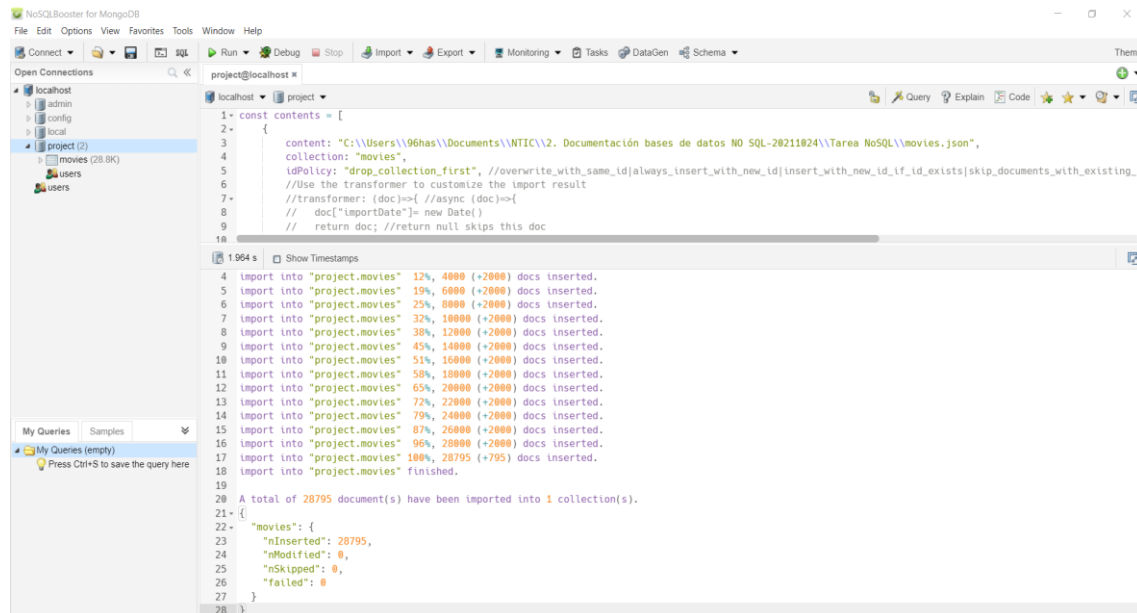 NoSQLBooster for MongoDB
File Edit Options View Favorites Tools Window Help
Connect SQL Run Debug Stop Import Export Monitoring Tasks DataGen Schema Them
Open Connections
project@localhost
localhost
admin
config
local
project (2)
movies (28.8K)
users
users
localhost project Query Explain Code
1 const contents = [
2 {
3 content: "C:\\Users\\96has\\Documents\\NTIC\\2. Documentación bases de datos NO SQL-20211024\\Tarea NoSQL\\movies.json",
4 collection: "movies",
5 idPolicy: "drop_collection_first", //overwrite_with_same_id|always_insert_with_new_id|insert_with_new_id_if_id_exists|skip_documents_with_existing_
6 //Use the transformer to customize the import result
7 //transformer: (doc)=>{ //async (doc)=>{
8 // doc["importDate"]= new Date()
9 // return doc; //return null skips this doc
10
1.964 s Show Timestamps
4 import into "project.movies" 12%, 4000 (+2000) docs inserted.
5 import into "project.movies" 19%, 6000 (+2000) docs inserted.
6 import into "project.movies" 25%, 8000 (+2000) docs inserted.
7 import into "project.movies" 32%, 10000 (+2000) docs inserted.
8 import into "project.movies" 38%, 12000 (+2000) docs inserted.
9 import into "project.movies" 45%, 14000 (+2000) docs inserted.
10 import into "project.movies" 51%, 16000 (+2000) docs inserted.
11 import into "project.movies" 58%, 18000 (+2000) docs inserted.
12 import into "project.movies" 65%, 20000 (+2000) docs inserted.
13 import into "project.movies" 72%, 22000 (+2000) docs inserted.
14 import into "project.movies" 79%, 24000 (+2000) docs inserted.
15 import into "project.movies" 87%, 26000 (+2000) docs inserted.
16 import into "project.movies" 96%, 28000 (+2000) docs inserted.
17 import into "project.movies" 100%, 28795 (+795) docs inserted.
18 import into "project.movies" finished.
19
20 A total of 28795 document(s) have been imported into 1 collection(s).
21 {
22 "movies": {
23 "nInserted": 28795,
24 "nModified": 0,
25 "nSkipped": 0,
26 "failed": 0
27 }
28 }
My Queries Samples
My Queries (empty)
Press Ctrl+S to save the query here